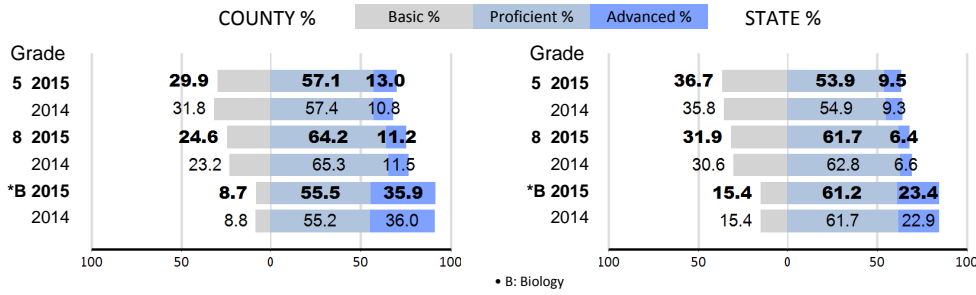 COUNTY % Basic % Proficient % Advanced % STATE %
Grade Grade
5 2015 29.9 57.1 13.0 5 2015 36.7 53.9 9.5
2014 31.8 57.4 10.8 2014 35.8 54.9 9.3
8 2015 24.6 64.2 11.2 8 2015 31.9 61.7 6.4
2014 23.2 65.3 11.5 2014 30.6 62.8 6.6
*B 2015 8.7 55.5 35.9 *B 2015 15.4 61.2 23.4
2014 8.8 55.2 36.0 2014 15.4 61.7 22.9
100 50 0 50 100 100 50 0 50 100
• B: Biology